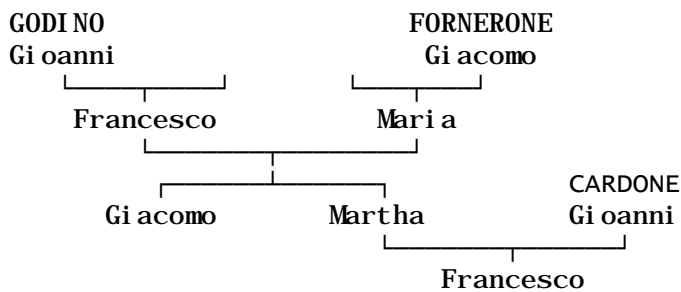 GODINO FORNERONE
Gioanni Giacomo
Francesco Maria
CARDONE
Giacomo Martha Gioanni
Francesco